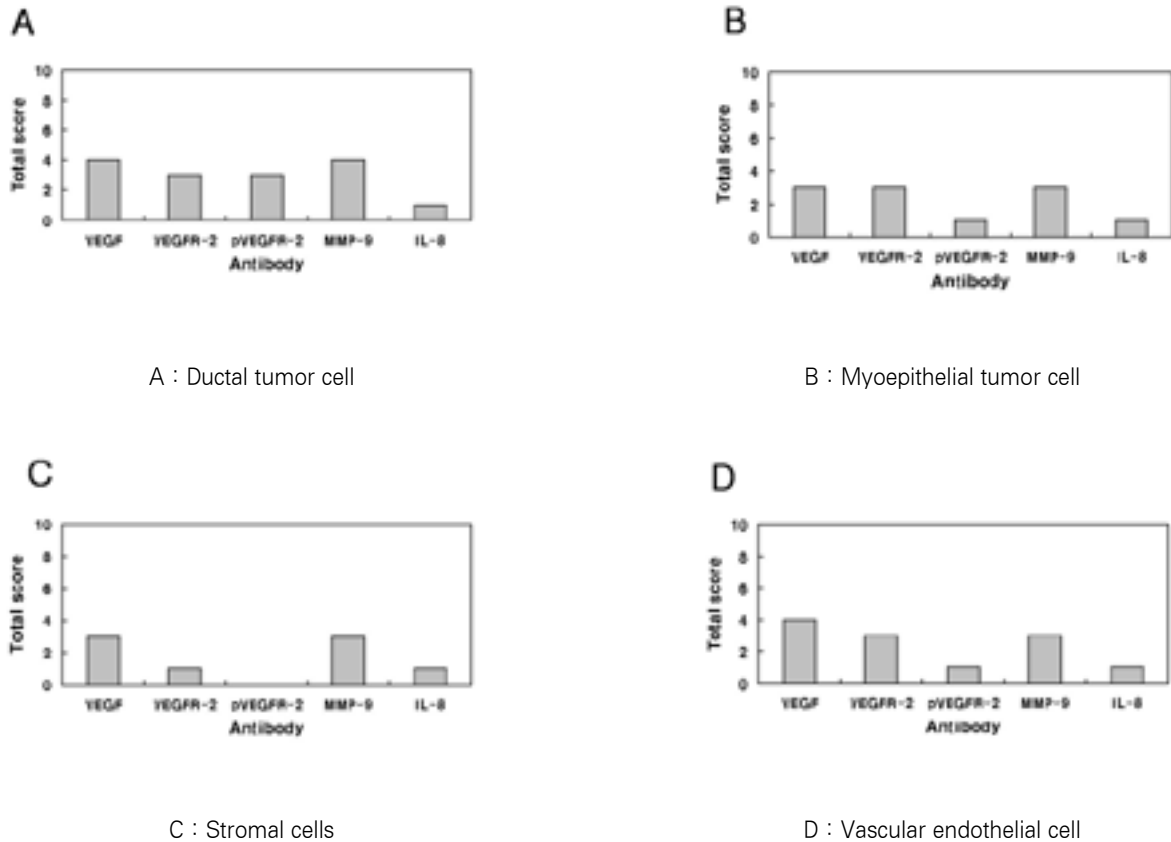 A
10
8
6
4
2
0
Total score
VEGF VEGFR-2 pVEGFR-2 MMP-9 IL-8
Antibody
A : Ductal tumor cell
B
10
8
6
4
2
0
Total score
VEGF VEGFR-2 pVEGFR-2 MMP-9 IL-8
Antibody
B : Myoepithelial tumor cell
C
10
8
6
4
2
0
Total score
VEGF VEGFR-2 pVEGFR-2 MMP-9 IL-8
Antibody
C : Stromal cells
D
10
8
6
4
2
0
Total score
VEGF VEGFR-2 pVEGFR-2 MMP-9 IL-8
Antibody
D : Vascular endothelial cell